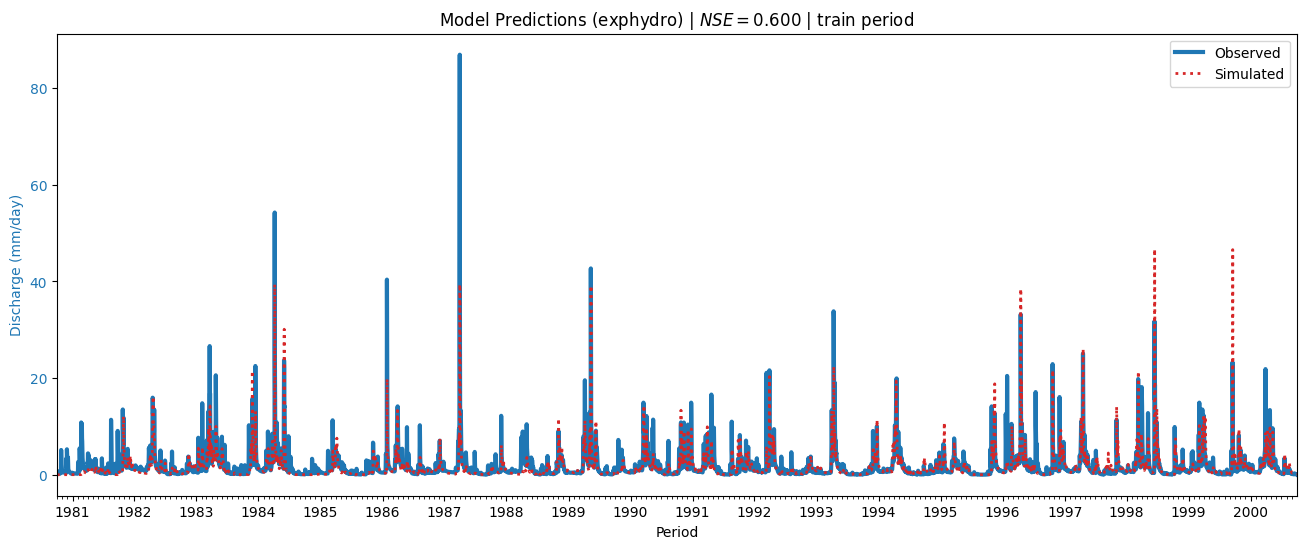 Model Predictions (exphydro) | NSE = 0.600 | train period
Observed
Simulated
Discharge (mm/day)
80
60
40
20
0
1981 1982 1983 1984 1985 1986 1987 1988 1989 1990 1991 1992 1993 1994 1995 1996 1997 1998 1999 2000
Period